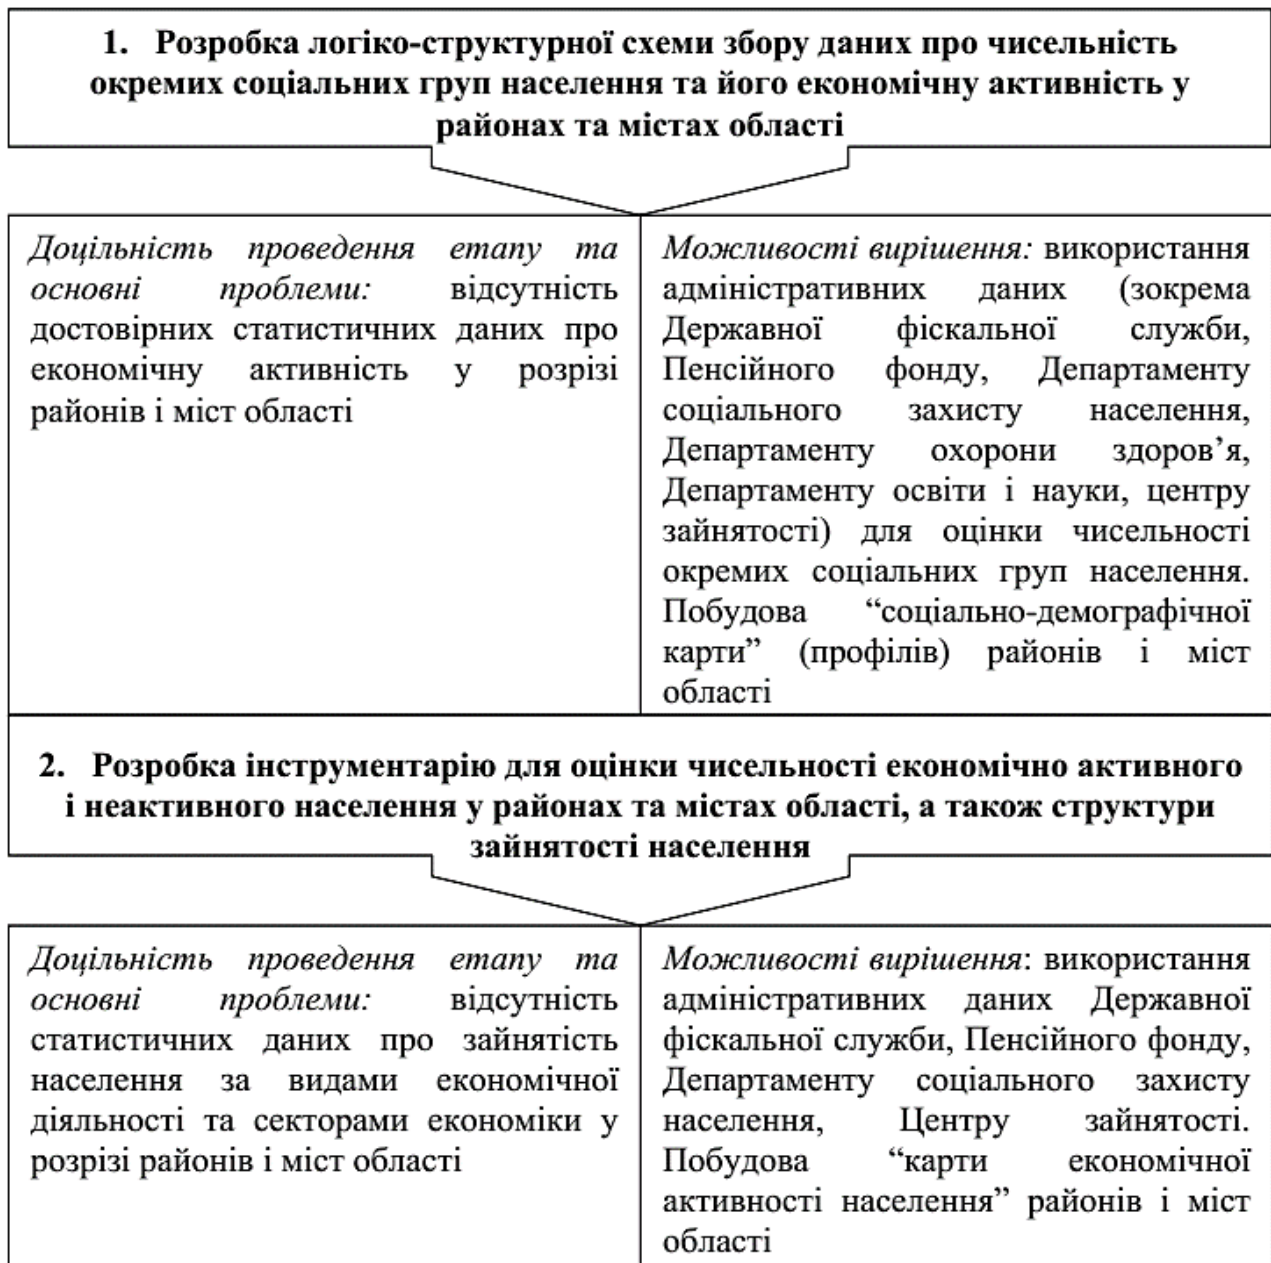 1. Розробка логіко-структурної схеми збору даних про чисельність
окремих соціальних груп населення та його економічну активність у
районах та містах області
Доцільність проведення етапу та
основні проблеми: відсутність
достовірних статистичних даних про
економічну активність у розрізі
районів і міст області
Можливості вирішення: використання
адміністративних даних (зокрема
Державної фіскальної служби,
Пенсійного фонду, Департаменту
соціального захисту населення,
Департаменту охорони здоров’я,
Департаменту освіти і науки, центру
зайнятості) для оцінки чисельності
окремих соціальних груп населення.
Побудова “соціально-демографічної
карти” (профілів) районів і міст
області
2. Розробка інструментарію для оцінки чисельності економічно активного
і неактивного населення у районах та містах області, а також структури
зайнятості населення
Доцільність проведення етапу та
основні проблеми: відсутність
статистичних даних про зайнятість
населення за видами економічної
діяльності та секторами економіки у
розрізі районів і міст області
Можливості вирішення: використання
адміністративних даних Державної
фіскальної служби, Пенсійного фонду,
Департаменту соціального захисту
населення, Центру зайнятості.
Побудова “карти економічної
активності населення” районів і міст
області